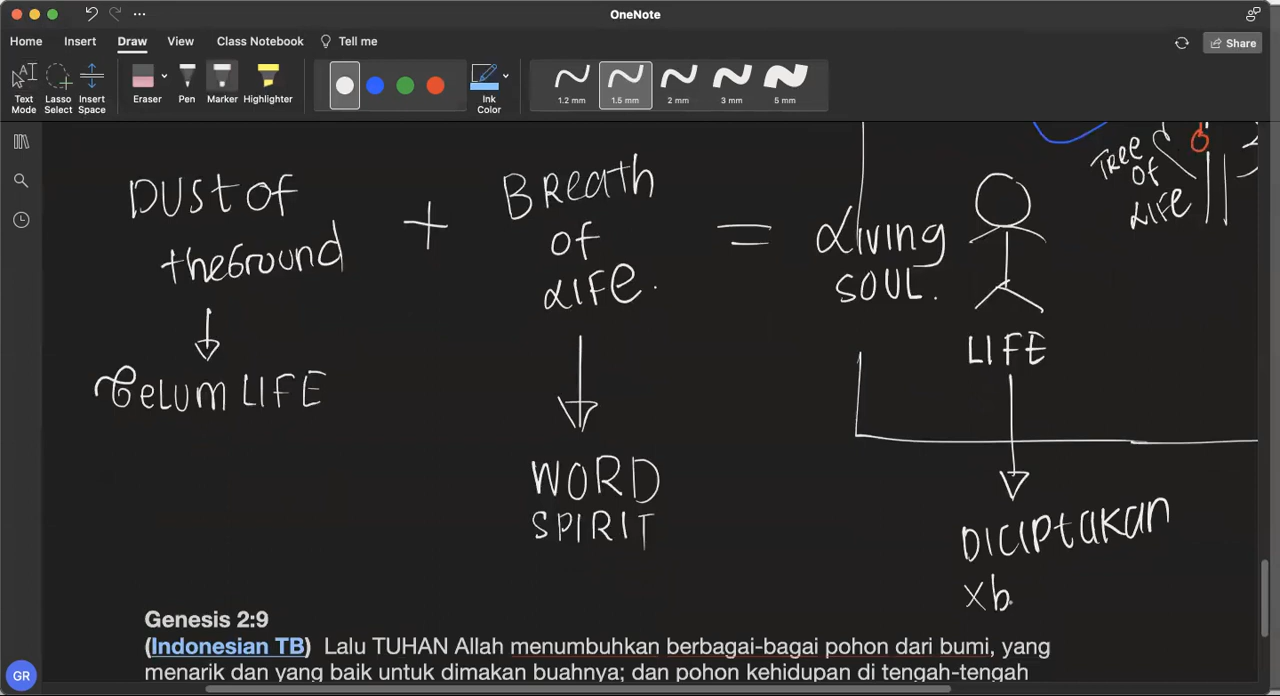 OneNote
Home Insert Draw View Class Notebook Tell me
Share
Text Mode
Lasso Select
Insert Space
Eraser
Pen
Marker
Highlighter
Ink Color
1.2 mm
1.5 mm
2 mm
3 mm
5 mm
TREE
OF
LIFE
DUST OF
the Ground
+
BREath
of
LIFE.
=
Living
SOUL.
LIFE
BeLUM LIFE
WORD
SPIRIT
DICIPtAKAN
xb
Genesis 2:9
(Indonesian TB) Lalu TUHAN Allah menumbuhkan berbagai-bagai pohon dari bumi, yang
menarik dan yang baik untuk dimakan buahnya; dan pohon kehidupan di tengah-tengah
GR